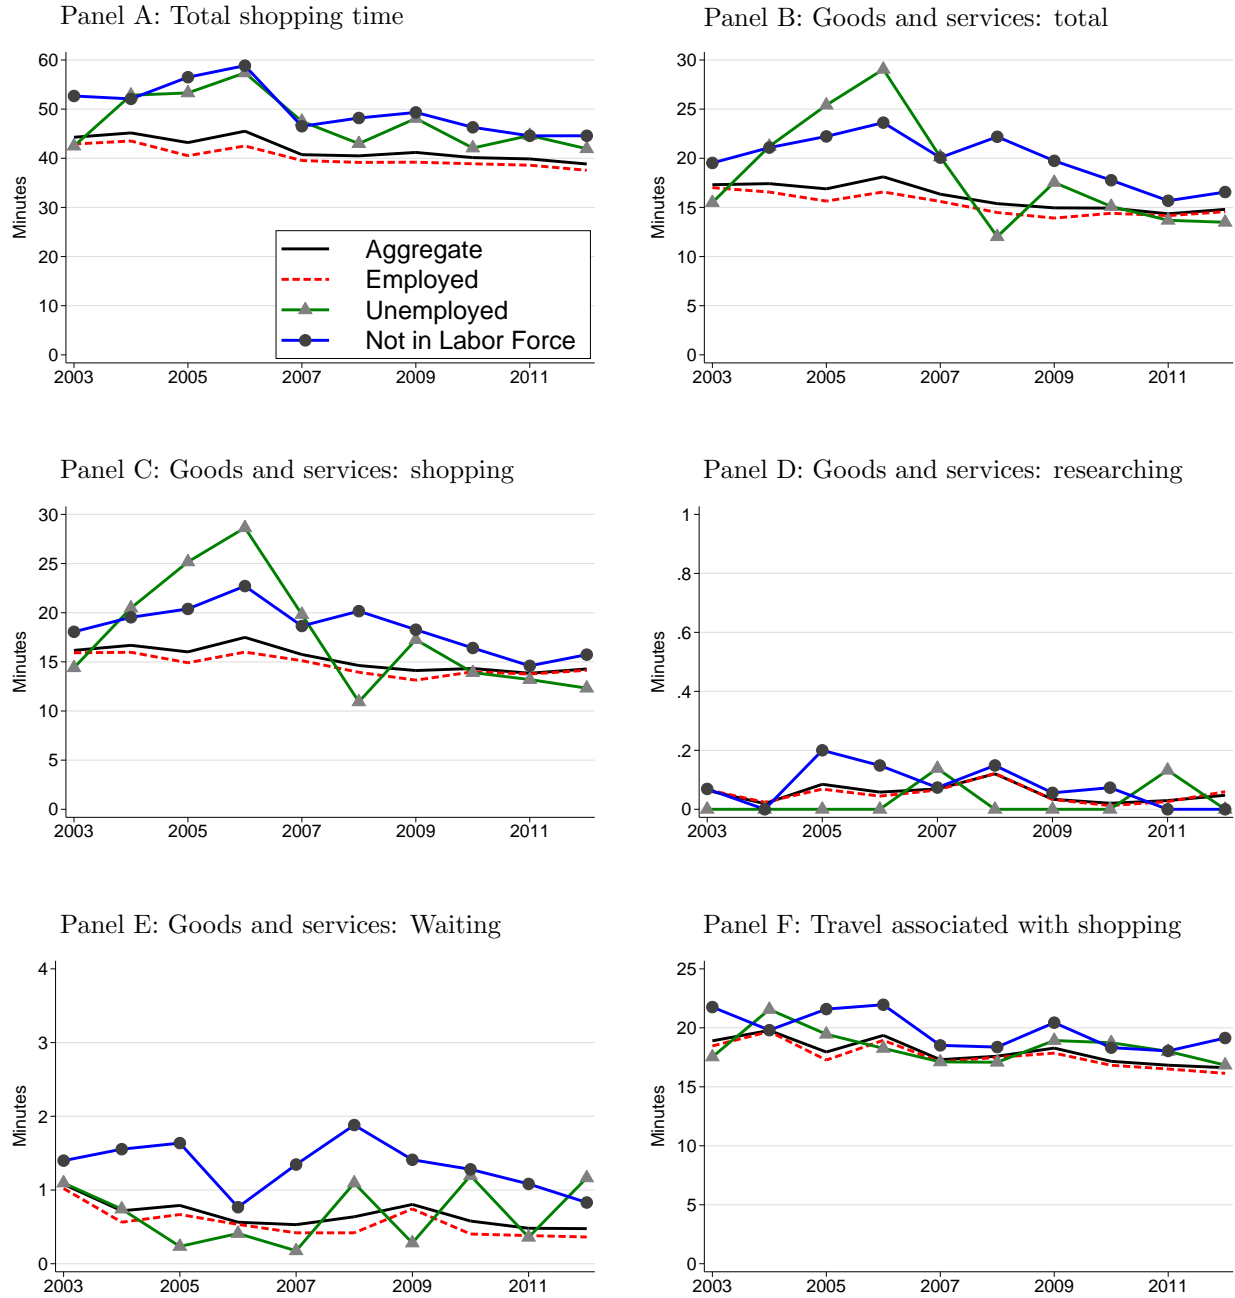 Panel A: Total shopping time
60
50
40
30
20
10
0
Minutes
2003 2005 2007 2009 2011
Aggregate
Employed
Unemployed
Not in Labor Force
Panel B: Goods and services: total
30
25
20
15
10
5
0
Minutes
2003 2005 2007 2009 2011
Panel C: Goods and services: shopping
30
25
20
15
10
5
0
Minutes
2003 2005 2007 2009 2011
Panel D: Goods and services: researching
1
.8
.6
.4
.2
0
Minutes
2003 2005 2007 2009 2011
Panel E: Goods and services: Waiting
4
3
2
1
0
Minutes
2003 2005 2007 2009 2011
Panel F: Travel associated with shopping
25
20
15
10
5
0
Minutes
2003 2005 2007 2009 2011